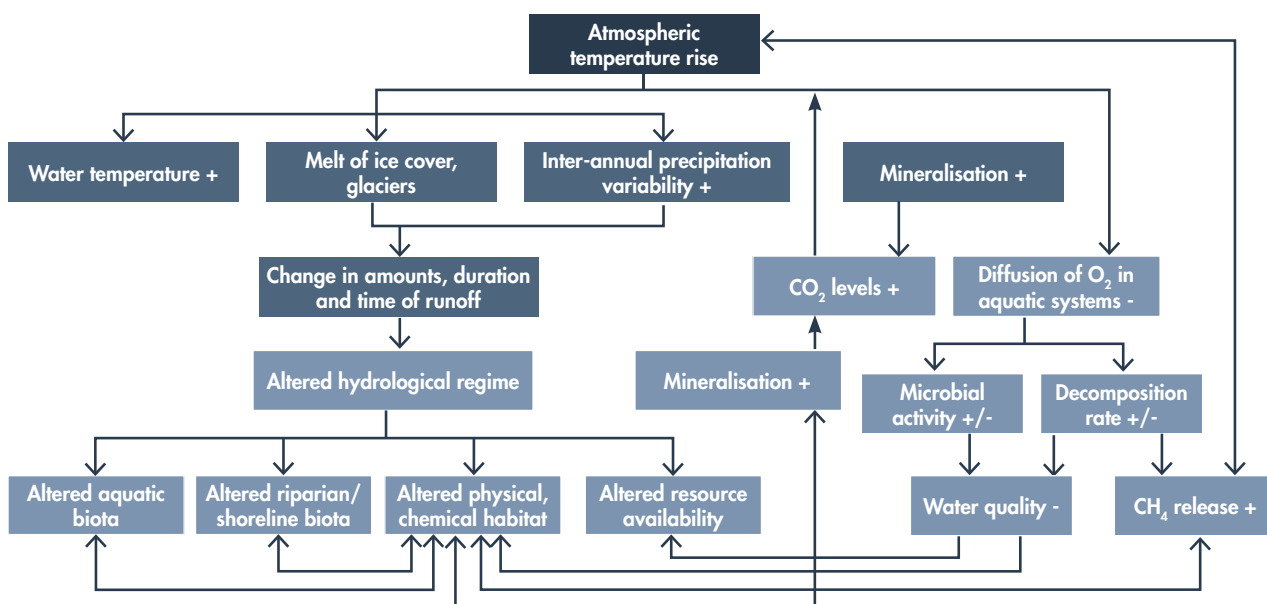 Atmospheric
temperature rise
Water temperature +
Melt of ice cover,
glaciers
Inter-annual precipitation
variability +
Mineralisation +
Change in amounts, duration
and time of runoff
CO₂ levels +
Diffusion of O₂ in
aquatic systems -
Altered hydrological regime
Mineralisation +
Microbial
activity +/-
Decomposition
rate +/-
Altered aquatic
biota
Altered riparian/
shoreline biota
Altered physical,
chemical habitat
Altered resource
availability
Water quality -
CH₄ release +